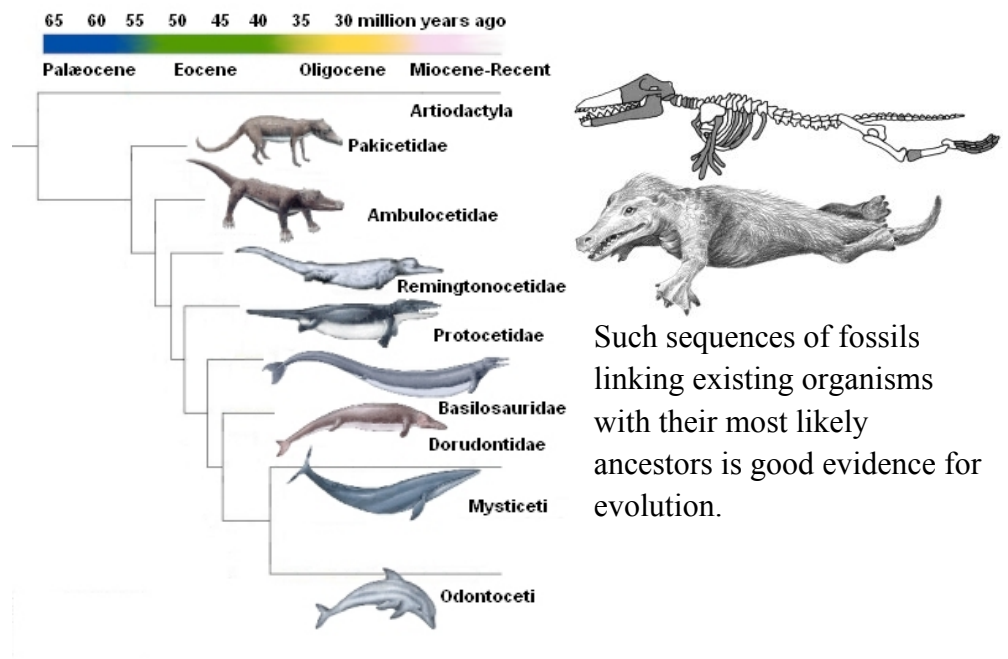 65 60 55 50 45 40 35 30 million years ago
Palæocene Eocene Oligocene Miocene-Recent
Artiodactyla
Pakicetidae
Ambulocetidae
Remingtonocetidae
Protocetidae
Basilosauridae
Dorudontidae
Mysticeti
Odontoceti
Such sequences of fossils
linking existing organisms
with their most likely
ancestors is good evidence for
evolution.